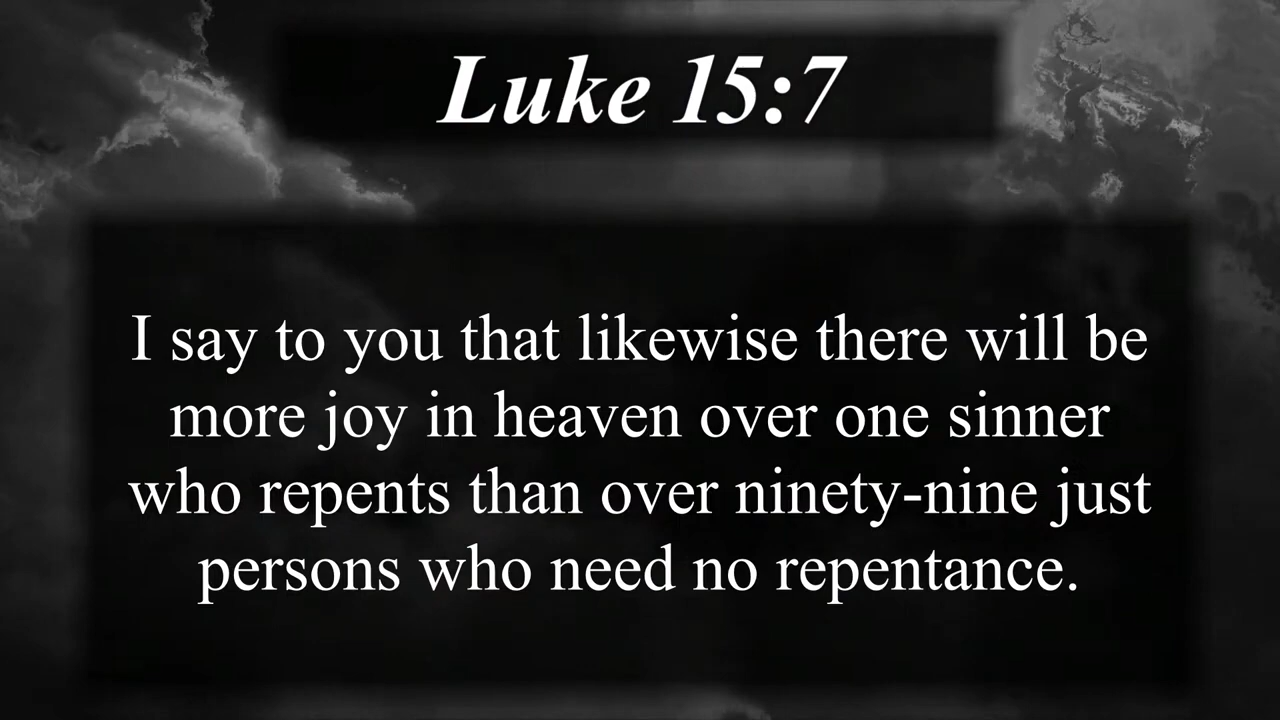 Luke 15:7
I say to you that likewise there will be
more joy in heaven over one sinner
who repents than over ninety-nine just
persons who need no repentance.